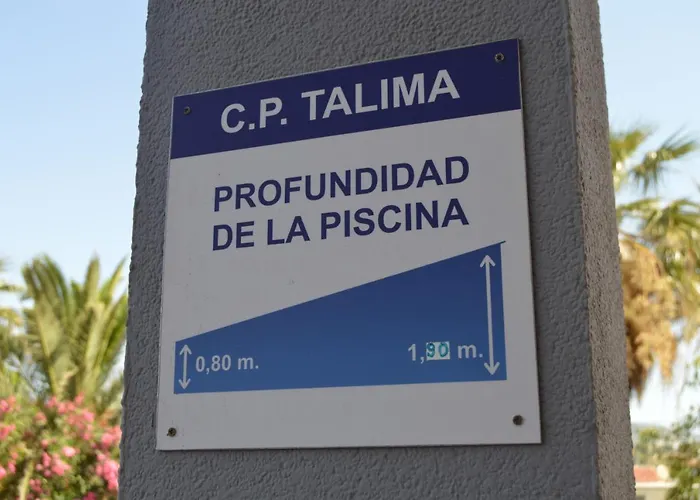 C.P. TALIMA
PROFUNDIDAD
DE LA PISCINA
0,80 m.
1,90 m.